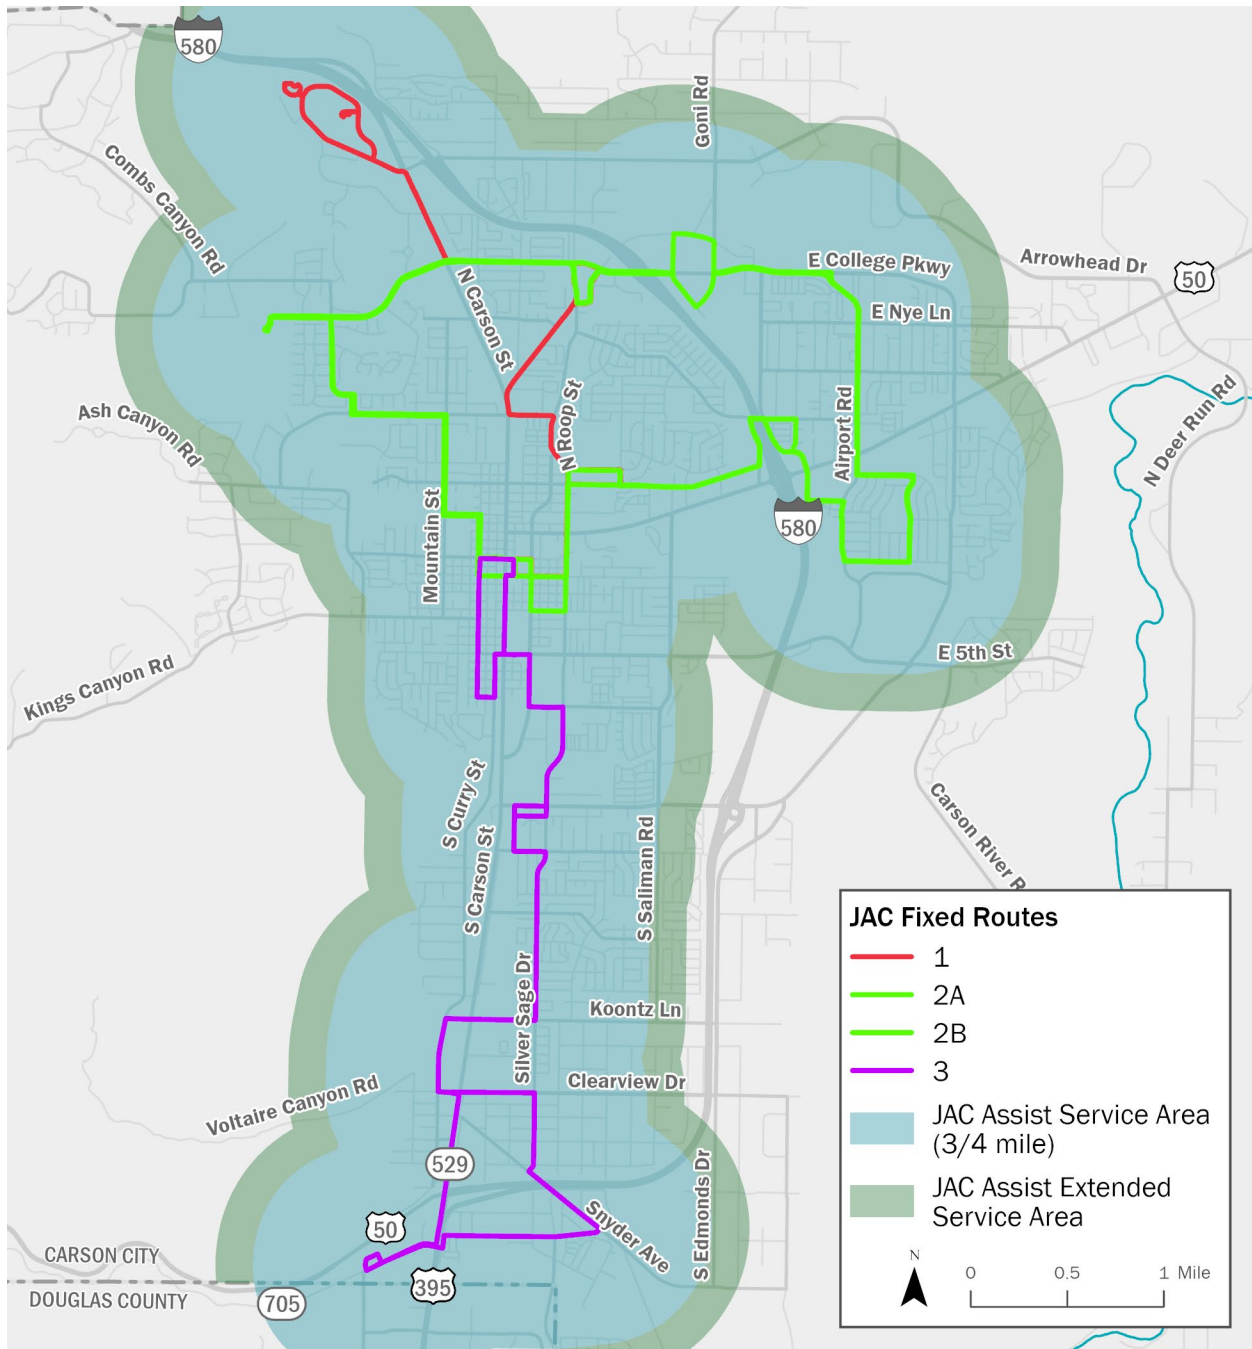 580
Goni Rd
Combs Canyon Rd
E College Pkwy
Arrowhead Dr
50
N Carson St
E Nye Ln
Ash Canyon Rd
N Roop St
Airport Rd
N Deer Run Rd
Mountain St
580
E 5th St
Kings Canyon Rd
S Curry St
S Carson St
S Saliman Rd
Carson River R
Silver Sage Dr
Koontz Ln
Clearview Dr
Voltaire Canyon Rd
529
S Edmonds Dr
Snyder Ave
50
395
CARSON CITY
DOUGLAS COUNTY
705
JAC Fixed Routes
1
2A
2B
3
JAC Assist Service Area
(3/4 mile)
JAC Assist Extended
Service Area
N
0 0.5 1 Mile